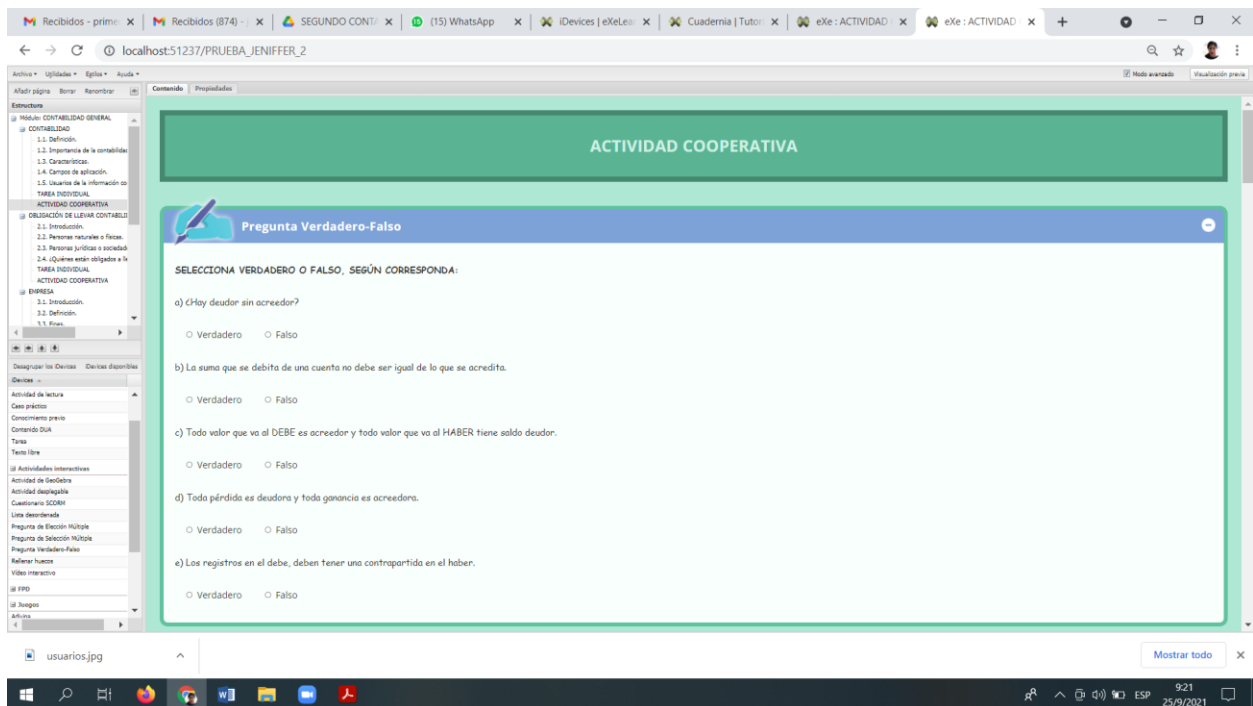 Recibidos - prime
Recibidos (874) - j
SEGUNDO CONTA
(15) WhatsApp
iDevices | eXeLear
Cuadernia | Tutor
eXe : ACTIVIDAD
eXe : ACTIVIDAD
localhost:51237/PRUEBA_JENIFFER_2
Archivo Utilidades Estilos Ayuda
Modo avanzado Visualización previa
Añadir página Borrar Renombrar
Contenido Propiedades
Estructura
Módulo: CONTABILIDAD GENERAL
CONTABILIDAD
1.1. Definición.
1.2. Importancia de la contabilidad
1.3. Características.
1.4. Campos de aplicación.
1.5. Usuarios de la información co
TAREA INDIVIDUAL
ACTIVIDAD COOPERATIVA
OBLIGACIÓN DE LLEVAR CONTABILI
2.1. Introducción.
2.2. Personas naturales o físicas.
2.3. Personas jurídicas o sociedade
2.4. ¿Quiénes están obligados a lle
TAREA INDIVIDUAL
ACTIVIDAD COOPERATIVA
EMPRESA
3.1. Introducción.
3.2. Definición.
3.3. Fines.
Desagrupar los iDevices iDevices disponibles
iDevices
Actividad de lectura
Caso práctico
Conocimiento previo
Contenido DUA
Tarea
Texto libre
Actividades interactivas
Actividad de GeoGebra
Actividad desplegable
Cuestionario SCORM
Lista desordenada
Pregunta de Elección Múltiple
Pregunta de Selección Múltiple
Pregunta Verdadero-Falso
Rellenar huecos
Vídeo interactivo
FPD
Juegos
Adivina
ACTIVIDAD COOPERATIVA
Pregunta Verdadero-Falso
SELECCIONA VERDADERO O FALSO, SEGÚN CORRESPONDA:
a) ¿Hay deudor sin acreedor?
Verdadero Falso
b) La suma que se debita de una cuenta no debe ser igual de lo que se acredita.
Verdadero Falso
c) Todo valor que va al DEBE es acreedor y todo valor que va al HABER tiene saldo deudor.
Verdadero Falso
d) Toda pérdida es deudora y toda ganancia es acreedora.
Verdadero Falso
e) Los registros en el debe, deben tener una contrapartida en el haber.
Verdadero Falso
usuarios.jpg
Mostrar todo
ESP
9:21
25/9/2021